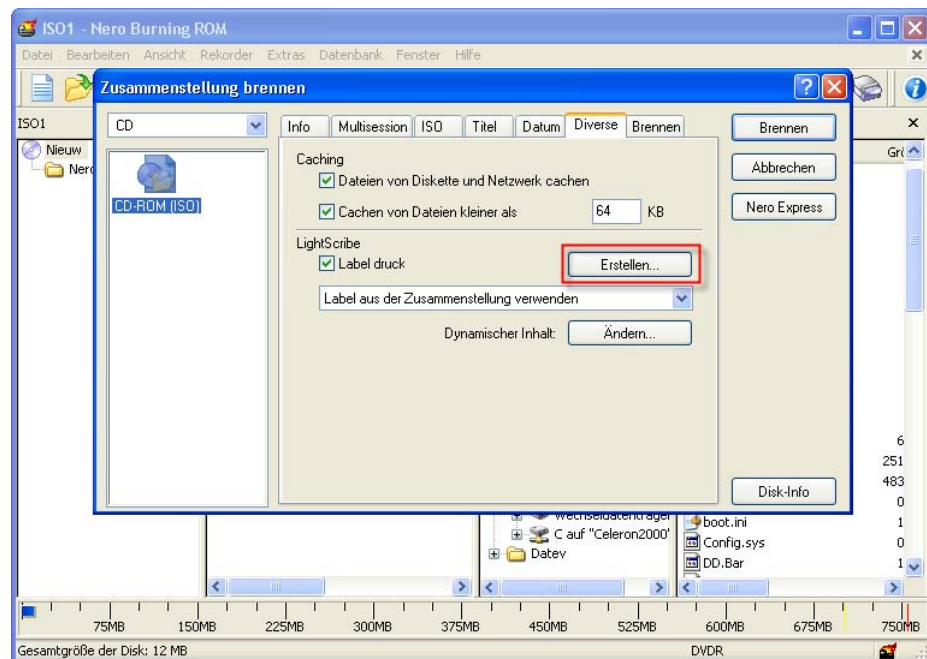 ISO1 - Nero Burning ROM
Datei Bearbeiten Ansicht Rekorder Extras Datenbank Fenster Hilfe
Zusammenstellung brennen
ISO1
CD
Info Multisession ISO Titel Datum Diverse Brennen
Brennen
Nieuw
Caching
Abbrechen
Dateien von Diskette und Netzwerk cachen
CD-ROM (ISO)
Cachen von Dateien kleiner als 64 KB
Nero Express
LightScribe
Label druck
Erstellen...
Label aus der Zusammenstellung verwenden
Dynamischer Inhalt:
Ändern...
6
251
483
Disk-Info
0
Wechseldatenträger
boot.ini
1
C auf "Celeron2000"
Config.sys
0
Datev
DD.Bar
1
75MB 150MB 225MB 300MB 375MB 450MB 525MB 600MB 675MB 750MB
Gesamtgröße der Disk: 12 MB
DVDR